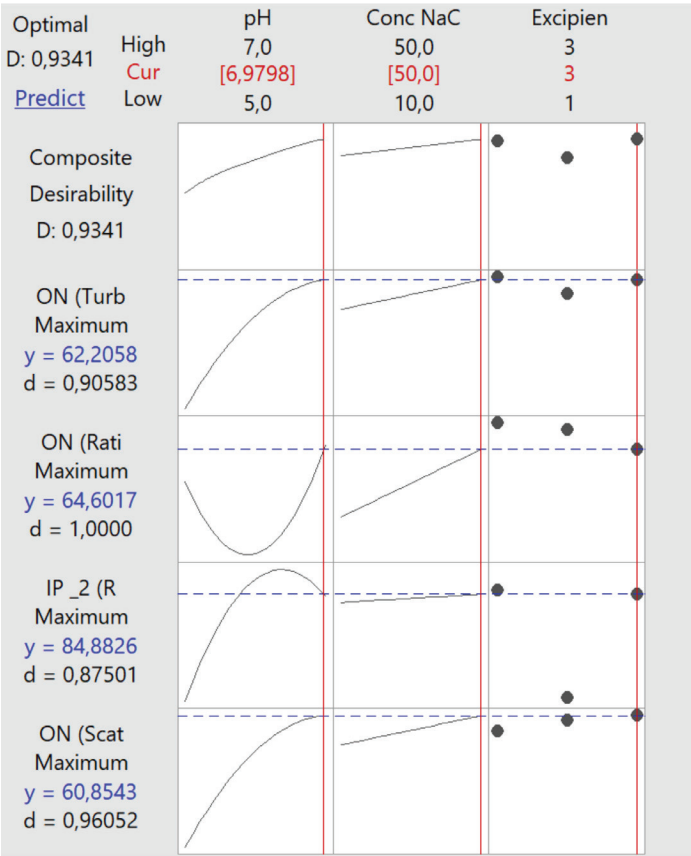 Optimal
D: 0,9341
Predict
High
Cur
Low
pH
7,0
[6,9798]
5,0
Conc NaC
50,0
[50,0]
10,0
Excipien
3
3
1
Composite
Desirability
D: 0,9341
ON (Turb
Maximum
y = 62,2058
d = 0,90583
ON (Rati
Maximum
y = 64,6017
d = 1,0000
IP _2 (R
Maximum
y = 84,8826
d = 0,87501
ON (Scat
Maximum
y = 60,8543
d = 0,96052